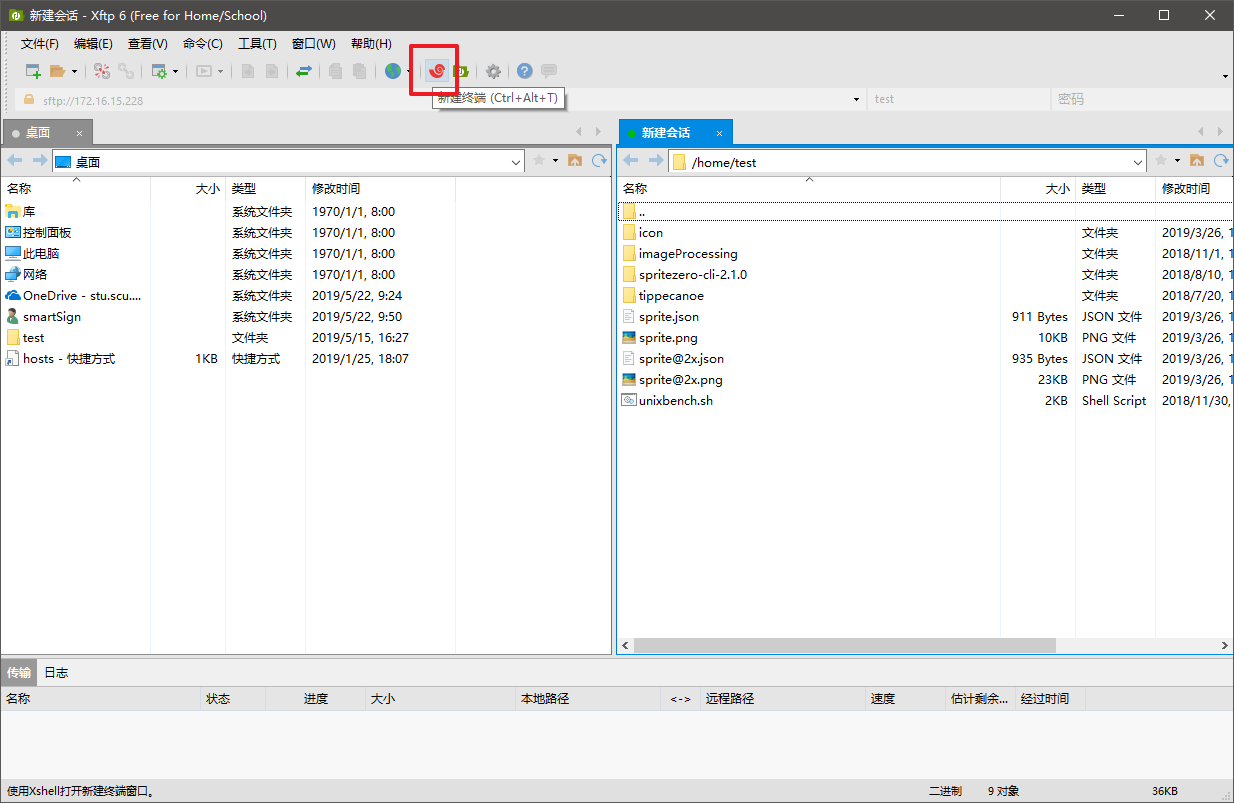 新建会话 - Xftp 6 (Free for Home/School)
文件(F) 编辑(E) 查看(V) 命令(C) 工具(T) 窗口(W) 帮助(H)
新建终端 (Ctrl+Alt+T)
sftp://172.16.15.228 test 密码
桌面 × 新建会话 ×
桌面 /home/test
名称 大小 类型 修改时间
库 系统文件夹 1970/1/1, 8:00
控制面板 系统文件夹 1970/1/1, 8:00
此电脑 系统文件夹 1970/1/1, 8:00
网络 系统文件夹 1970/1/1, 8:00
OneDrive - stu.scu.... 系统文件夹 2019/5/22, 9:24
smartSign 系统文件夹 2019/5/22, 9:50
test 文件夹 2019/5/15, 16:27
hosts - 快捷方式 1KB 快捷方式 2019/1/25, 18:07
名称 大小 类型 修改时间
..
icon 文件夹 2019/3/26, 1
imageProcessing 文件夹 2018/11/1, 1
spritezero-cli-2.1.0 文件夹 2018/8/10, 1
tippecanoe 文件夹 2018/7/20, 1
sprite.json 911 Bytes JSON 文件 2019/3/26, 1
sprite.png 10KB PNG 文件 2019/3/26, 1
sprite@2x.json 935 Bytes JSON 文件 2019/3/26, 1
sprite@2x.png 23KB PNG 文件 2019/3/26, 1
unixbench.sh 2KB Shell Script 2018/11/30,
传输 日志
名称 状态 进度 大小 本地路径 <-> 远程路径 速度 估计剩余... 经过时间
使用Xshell打开新建终端窗口。 二进制 9 对象 36KB